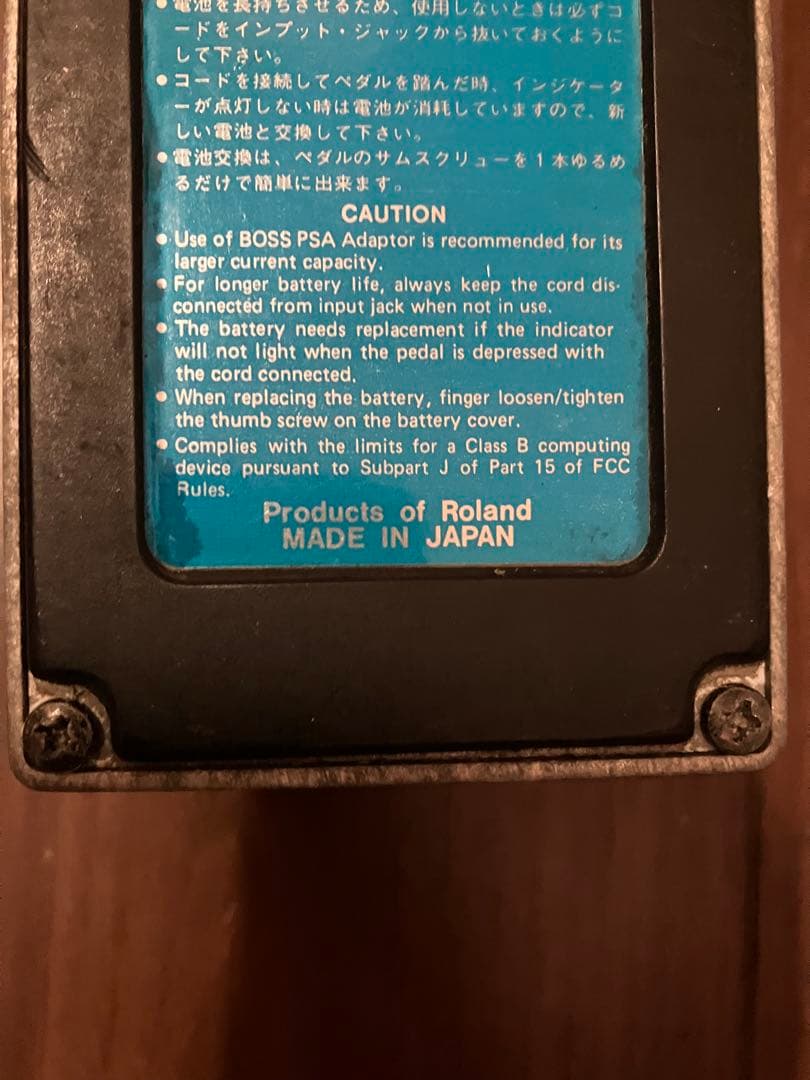 ●電池を長持ちさせるため、使用しないときは必ずコ
ードをインプット・ジャックから抜いておくように
して下さい。
●コードを接続してペダルを踏んだ時、インジケータ
ーが点灯しない時は電池が消耗していますので、新
しい電池と交換して下さい。
●電池交換は、ペダルのサムスクリューを1本ゆるめ
るだけで簡単に出来ます。
CAUTION
● Use of BOSS PSA Adaptor is recommended for its
larger current capacity.
● For longer battery life, always keep the cord dis-
connected from input jack when not in use.
● The battery needs replacement if the indicator
will not light when the pedal is depressed with
the cord connected.
● When replacing the battery, finger loosen/tighten
the thumb screw on the battery cover.
● Complies with the limits for a Class B computing
device pursuant to Subpart J of Part 15 of FCC
Rules.
Products of Roland
MADE IN JAPAN